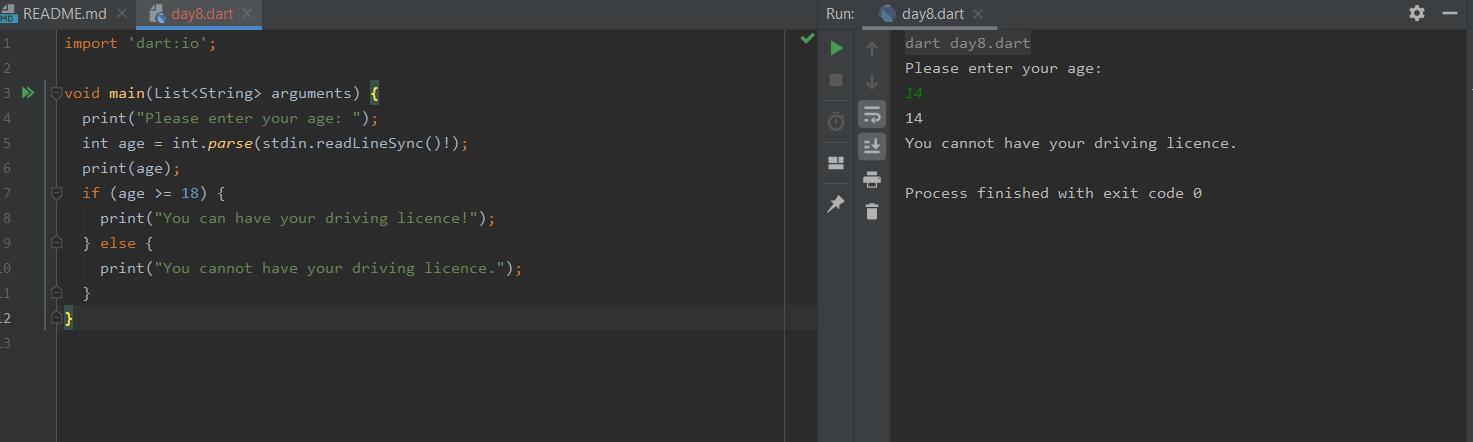 MD README.md day8.dart
1 import 'dart:io';
2
3 void main(List<String> arguments) {
4 print("Please enter your age: ");
5 int age = int.parse(stdin.readLineSync()!);
6 print(age);
7 if (age >= 18) {
8 print("You can have your driving licence!");
9 } else {
10 print("You cannot have your driving licence.");
11 }
12 }
13
Run: day8.dart
dart day8.dart
Please enter your age:
14
14
You cannot have your driving licence.
Process finished with exit code 0